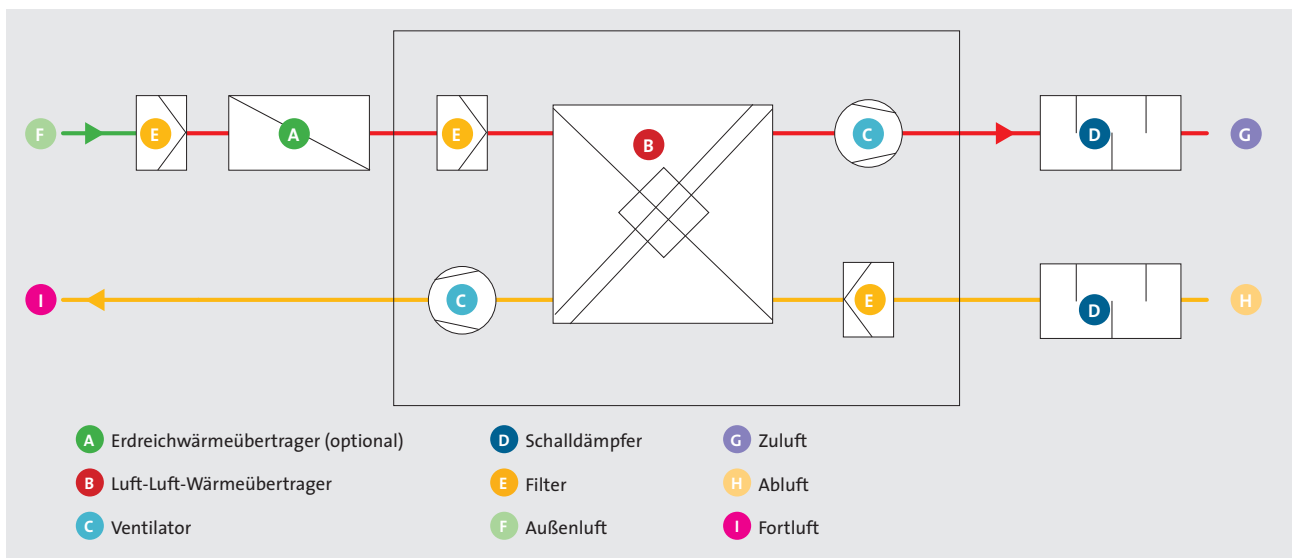 F E A E B C D G
I C E D H
A Erdreichwärmeübertrager (optional)
B Luft-Luft-Wärmeübertrager
C Ventilator
D Schalldämpfer
E Filter
F Außenluft
G Zuluft
H Abluft
I Fortluft